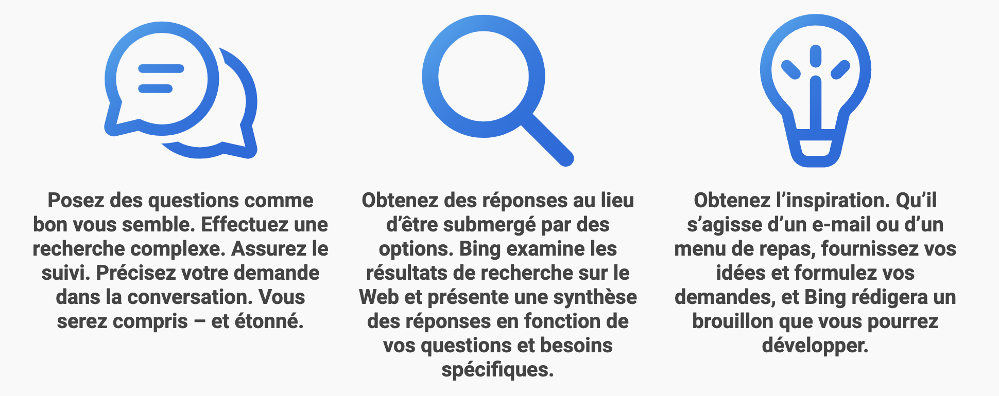 Posez des questions comme
bon vous semble. Effectuez une
recherche complexe. Assurez le
suivi. Précisez votre demande
dans la conversation. Vous
serez compris – et étonné.
Obtenez des réponses au lieu
d’être submergé par des
options. Bing examine les
résultats de recherche sur le
Web et présente une synthèse
des réponses en fonction de
vos questions et besoins
spécifiques.
Obtenez l’inspiration. Qu’il
s’agisse d’un e-mail ou d’un
menu de repas, fournissez vos
idées et formulez vos
demandes, et Bing rédigera un
brouillon que vous pourrez
développer.